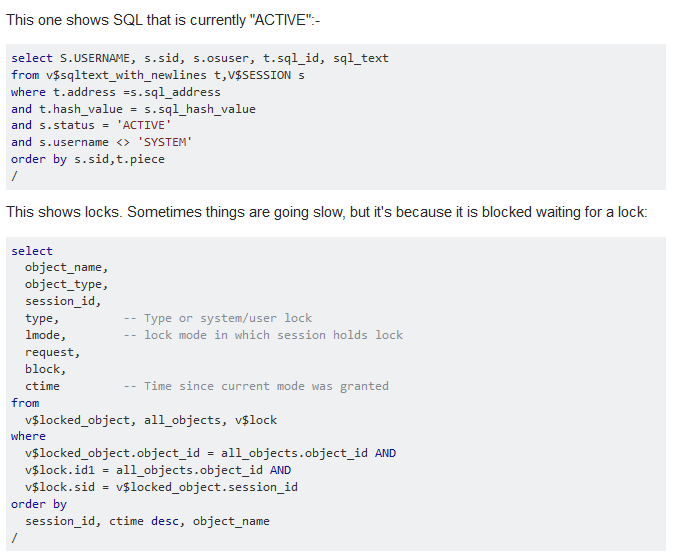 This one shows SQL that is currently "ACTIVE":-
select S.USERNAME, s.sid, s.osuser, t.sql_id, sql_text
from v$sqltext_with_newlines t,V$SESSION s
where t.address =s.sql_address
and t.hash_value = s.sql_hash_value
and s.status = 'ACTIVE'
and s.username <> 'SYSTEM'
order by s.sid,t.piece
/
This shows locks. Sometimes things are going slow, but it's because it is blocked waiting for a lock:
select
  object_name,
  object_type,
  session_id,
  type,         -- Type or system/user lock
  lmode,        -- lock mode in which session holds lock
  request,
  block,
  ctime         -- Time since current mode was granted
from
  v$locked_object, all_objects, v$lock
where
  v$locked_object.object_id = all_objects.object_id AND
  v$lock.id1 = all_objects.object_id AND
  v$lock.sid = v$locked_object.session_id
order by
  session_id, ctime desc, object_name
/